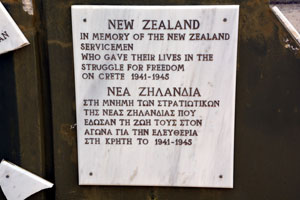 NEW ZEALAND
IN MEMORY OF THE NEW ZEALAND
SERVICEMEN
WHO GAVE THEIR LIVES IN THE
STRUGGLE FOR FREEDOM
ON CRETE 1941-1945
ΝΕΑ ΖΗΛΑΝΔΙΑ
ΣΤΗ ΜΝΗΜΗ ΤΩΝ ΣΤΡΑΤΙΩΤΙΚΩΝ
ΤΗΣ ΝΕΑΣ ΖΗΛΑΝΔΙΑΣ ΠΟΥ
ΕΔΩΣΑΝ ΤΗ ΖΩΗ ΤΟΥΣ ΣΤΟΝ
ΑΓΩΝΑ ΓΙΑ ΤΗΝ ΕΛΕΥΘΕΡΙΑ
ΣΤΗ ΚΡΗΤΗ ΤΟ 1941-1945